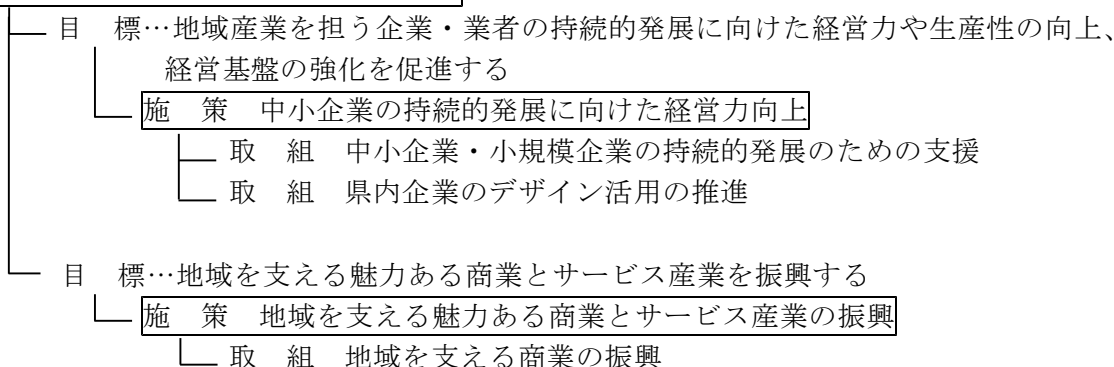 目　標…地域産業を担う企業・業者の持続的発展に向けた経営力や生産性の向上、
経営基盤の強化を促進する
施　策　中小企業の持続的発展に向けた経営力向上
取　組　中小企業・小規模企業の持続的発展のための支援
取　組　県内企業のデザイン活用の推進
目　標…地域を支える魅力ある商業とサービス産業を振興する
施　策　地域を支える魅力ある商業とサービス産業の振興
取　組　地域を支える商業の振興